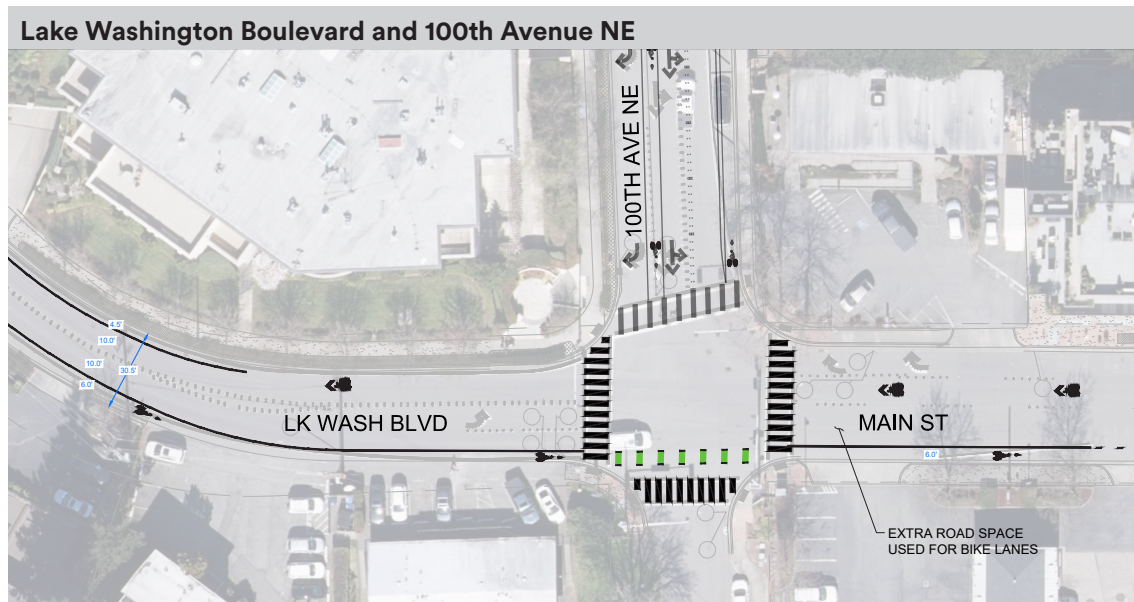 Lake Washington Boulevard and 100th Avenue NE
100TH AVE NE
4.5'
10.0'
10.0'
30.5'
6.0'
LK WASH BLVD
MAIN ST
6.0'
EXTRA ROAD SPACE
USED FOR BIKE LANES